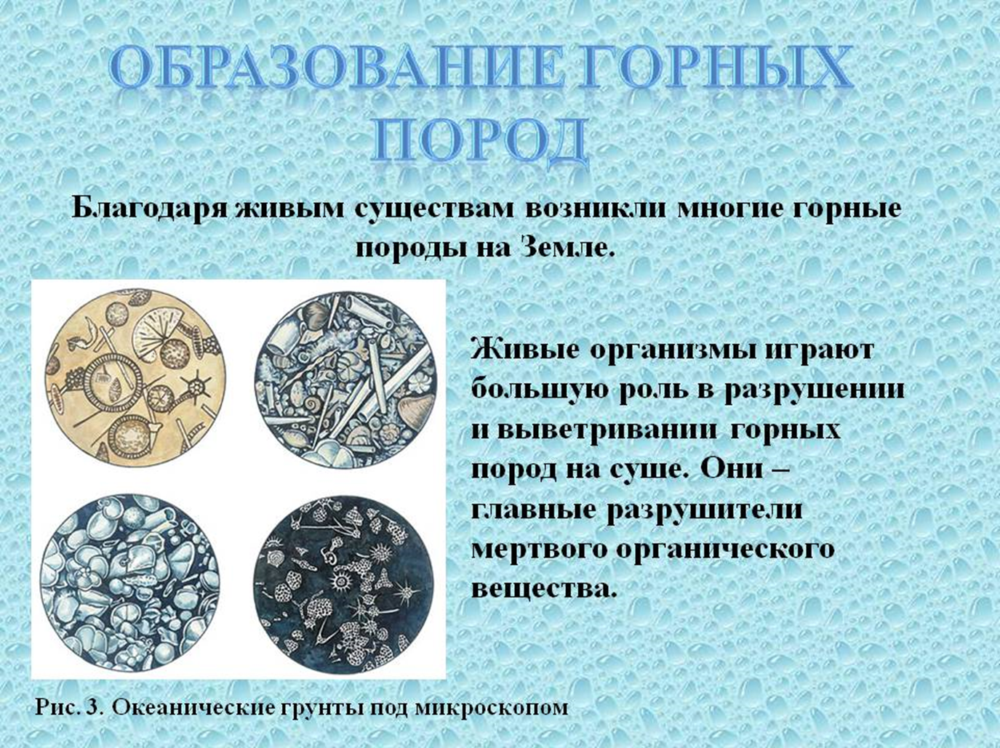 ОБРАЗОВАНИЕ ГОРНЫХ
ПОРОД
Благодаря живым существам возникли многие горные
породы на Земле.
Живые организмы играют
большую роль в разрушении
и выветривании горных
пород на суше. Они –
главные разрушители
мертвого органического
вещества.
Рис. 3. Океанические грунты под микроскопом